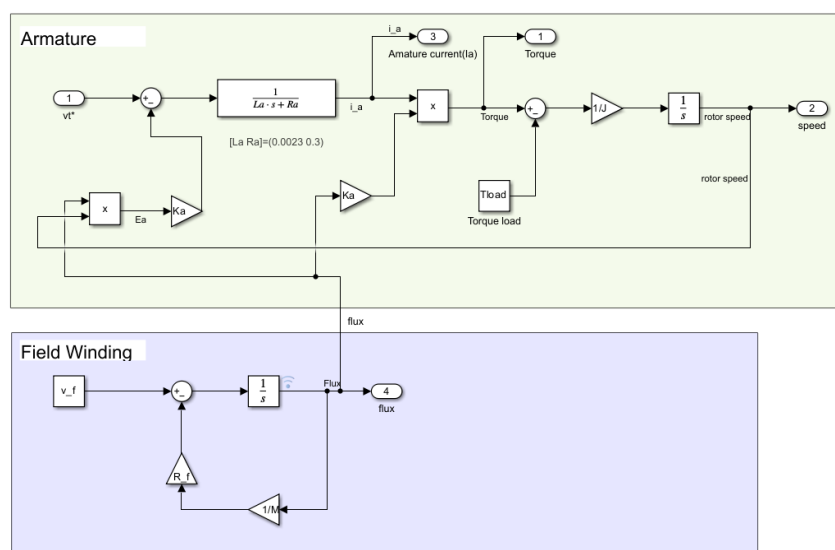 Armature
i_a
3
Amature current(Ia)
1
Torque
1
vt*
+
_
1
La · s + Ra
i_a
x
Torque
+
_
1/J
1
s
rotor speed
2
speed
[La Ra]=(0.0023 0.3)
rotor speed
x
Ea
Ka
Ka
Tload
Torque load
flux
Field Winding
v_f
+
_
1
s
Flux
4
flux
R_f
1/M